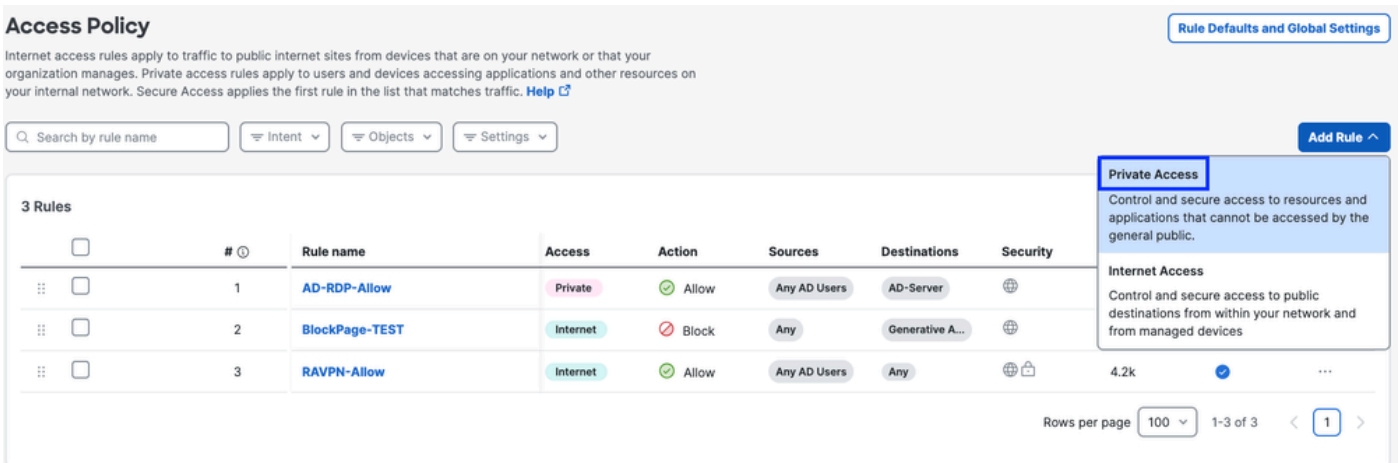 Access Policy
Rule Defaults and Global Settings
Internet access rules apply to traffic to public internet sites from devices that are on your network or that your
organization manages. Private access rules apply to users and devices accessing applications and other resources on
your internal network. Secure Access applies the first rule in the list that matches traffic. Help
Search by rule name Intent Objects Settings Add Rule
Private Access
Control and secure access to resources and
applications that cannot be accessed by the
general public.
Internet Access
Control and secure access to public
destinations from within your network and
from managed devices
3 Rules
# Rule name Access Action Sources Destinations Security
1 AD-RDP-Allow Private Allow Any AD Users AD-Server
2 BlockPage-TEST Internet Block Any Generative A...
3 RAVPN-Allow Internet Allow Any AD Users Any 4.2k ...
Rows per page 100 1-3 of 3 < 1 >